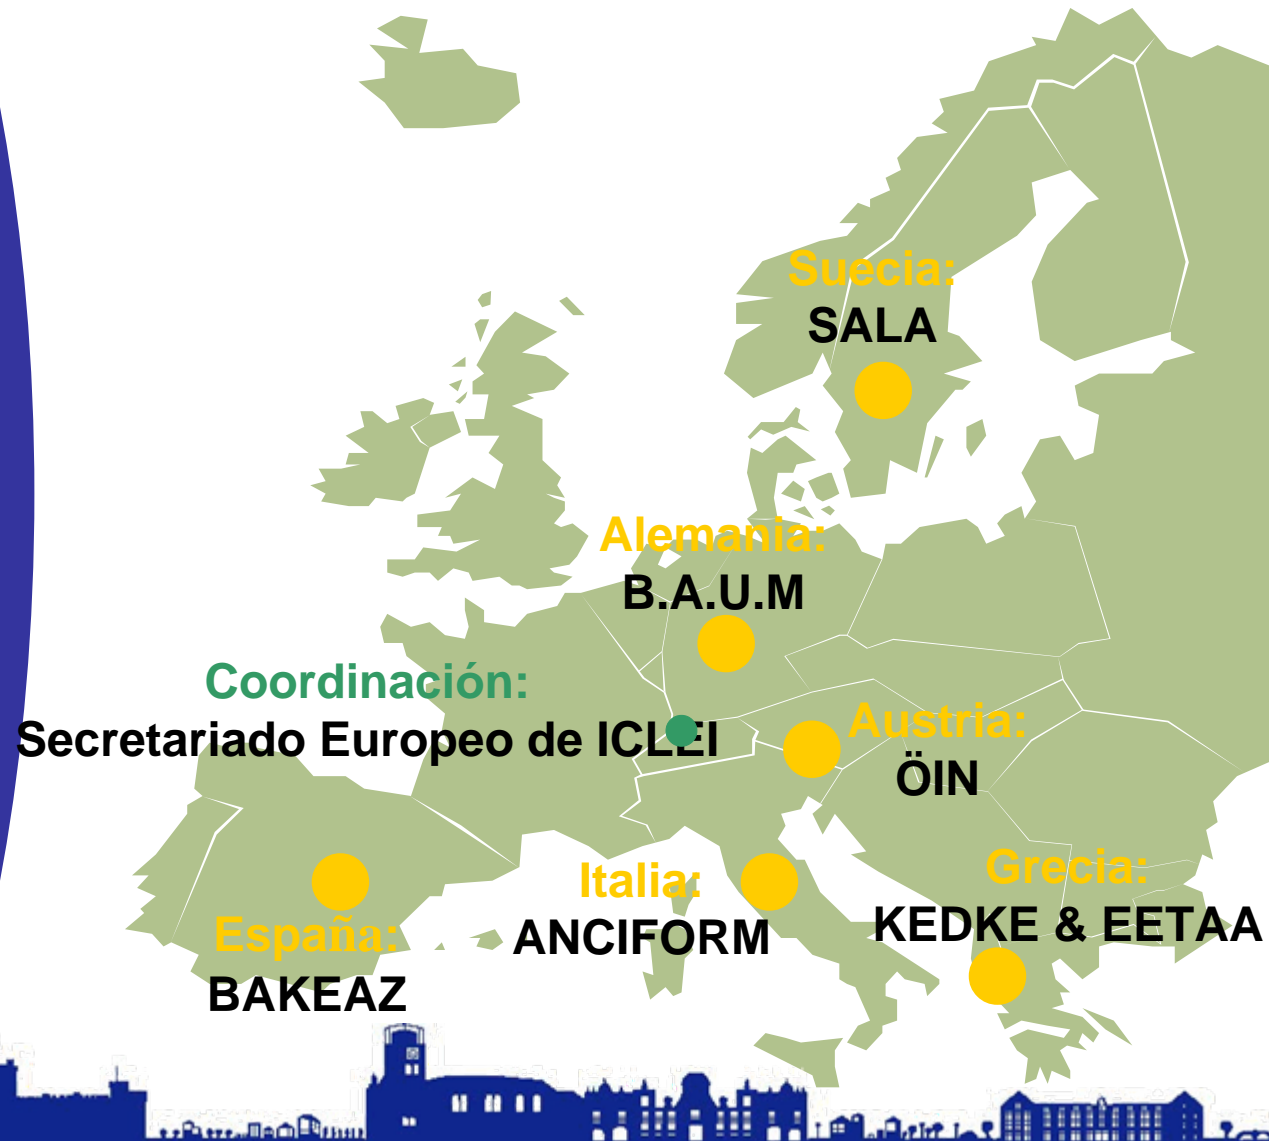 Suecia:
SALA
Alemania:
B.A.U.M
Coordinación:
Secretariado Europeo de ICLEI
Austria:
ÖIN
Italia:
ANCIFORM
Grecia:
KEDKE & EETAA
España:
BAKEAZ